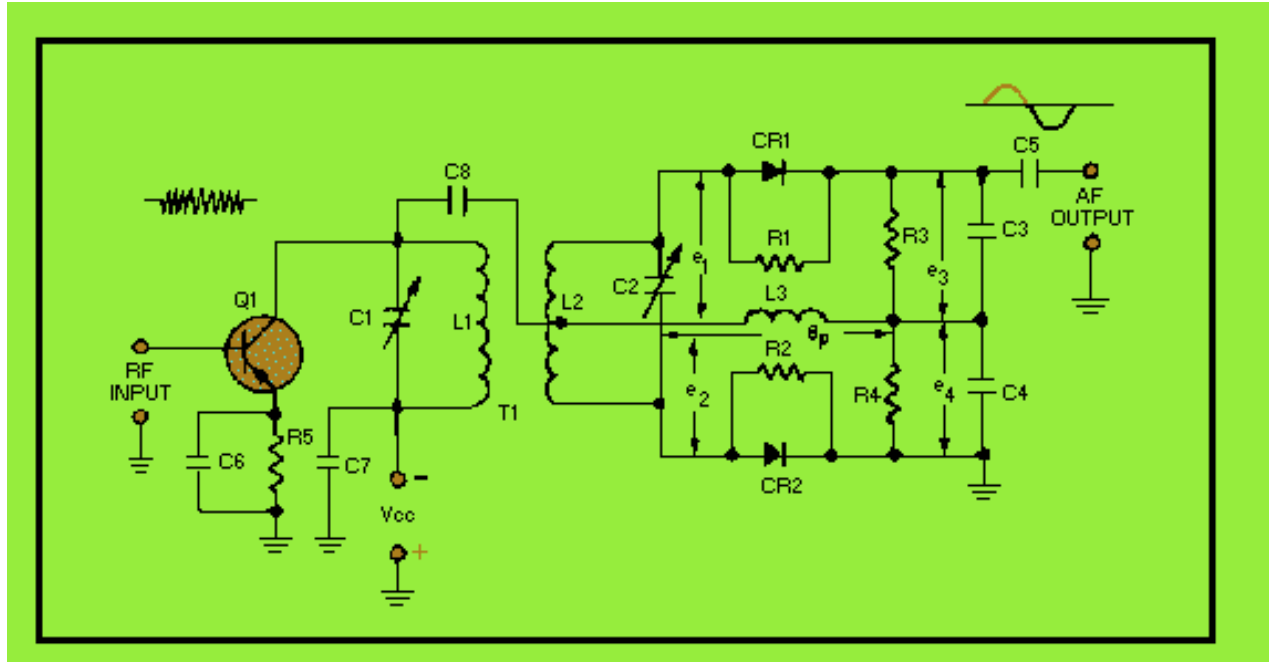 CR1
C5
C8
AF
OUTPUT
R1
R3
C3
e1
e3
Q1
C1
L1
L2
C2
L3
RF
INPUT
R2
ep
e2
R4
e4
C4
T1
C6
R5
C7
-
CR2
Vcc
+